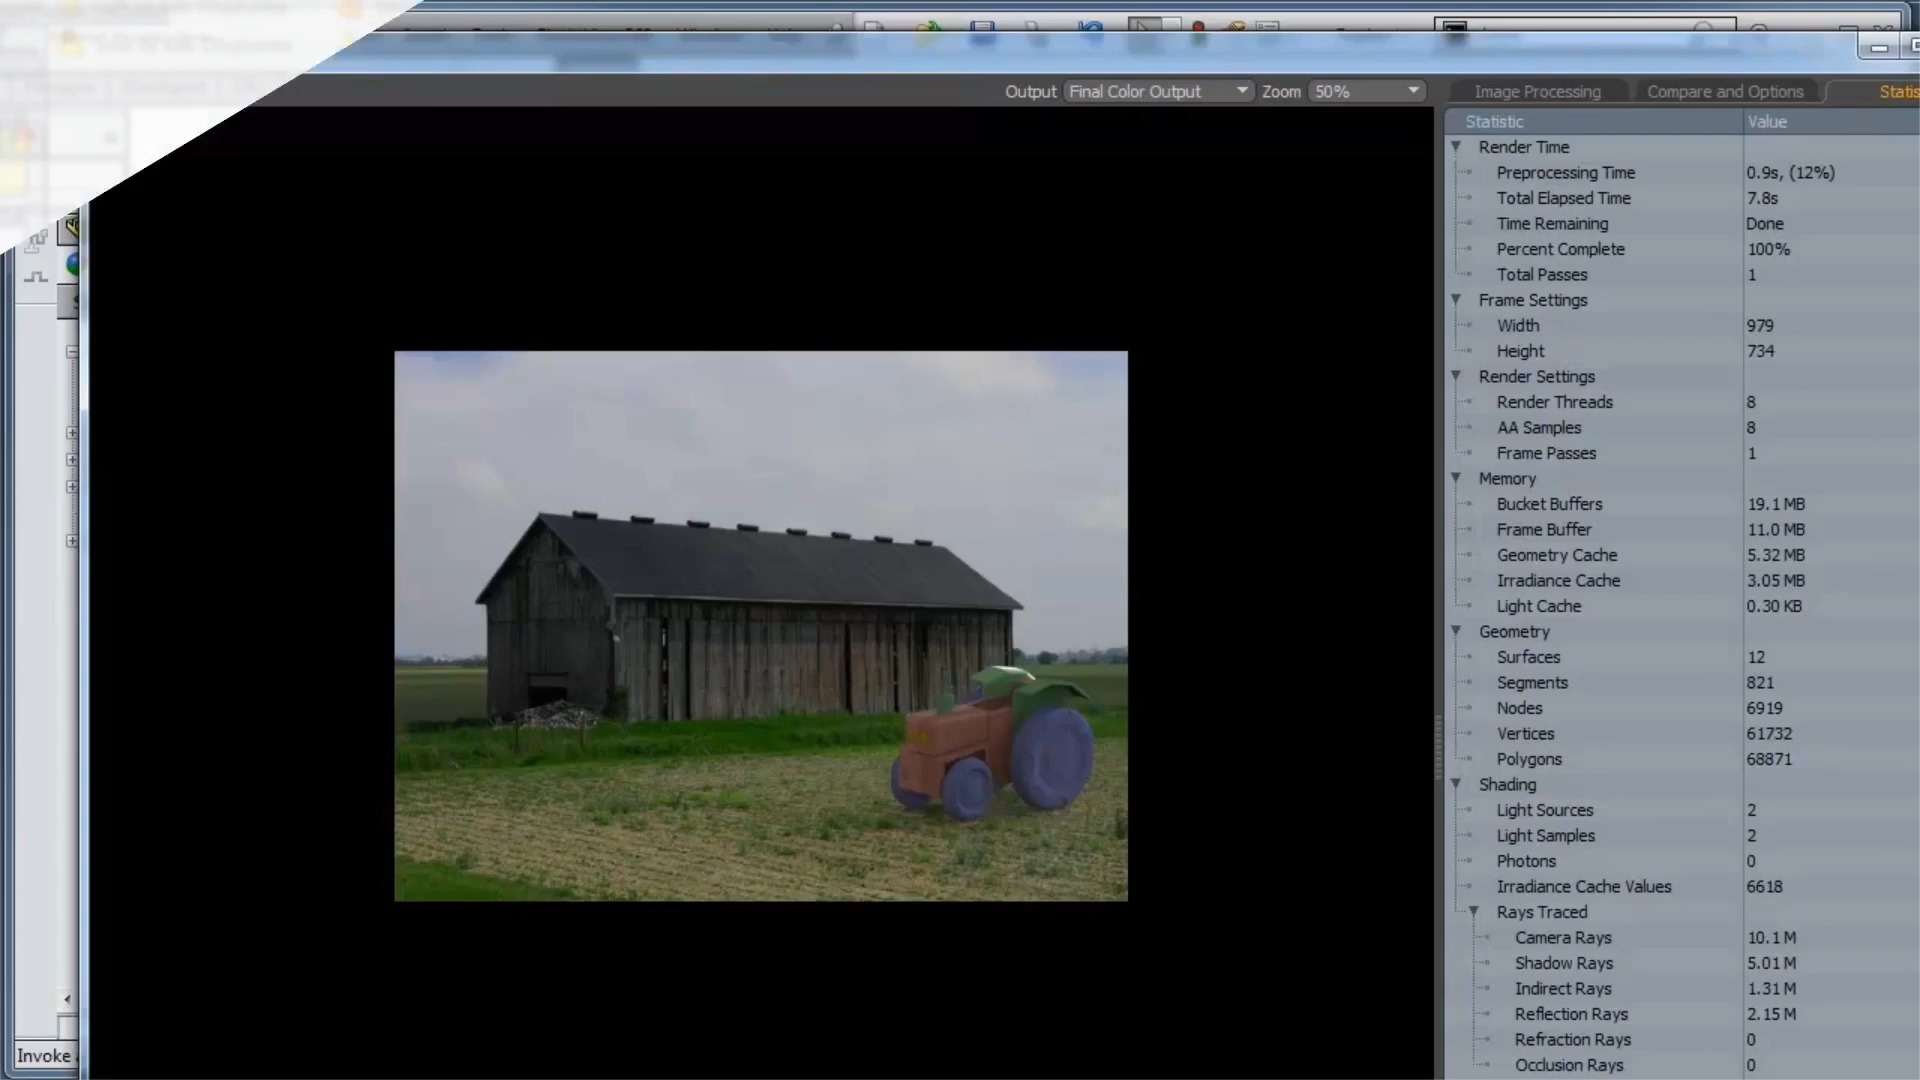 Output Final Color Output Zoom 50% Image Processing Compare and Options Statis
Statistic Value
Render Time
Preprocessing Time 0.9s, (12%)
Total Elapsed Time 7.8s
Time Remaining Done
Percent Complete 100%
Total Passes 1
Frame Settings
Width 979
Height 734
Render Settings
Render Threads 8
AA Samples 8
Frame Passes 1
Memory
Bucket Buffers 19.1 MB
Frame Buffer 11.0 MB
Geometry Cache 5.32 MB
Irradiance Cache 3.05 MB
Light Cache 0.30 KB
Geometry
Surfaces 12
Segments 821
Nodes 6919
Vertices 61732
Polygons 68871
Shading
Light Sources 2
Light Samples 2
Photons 0
Irradiance Cache Values 6618
Rays Traced
Camera Rays 10.1 M
Shadow Rays 5.01 M
Indirect Rays 1.31 M
Reflection Rays 2.15 M
Refraction Rays 0
Occlusion Rays 0
Invoke